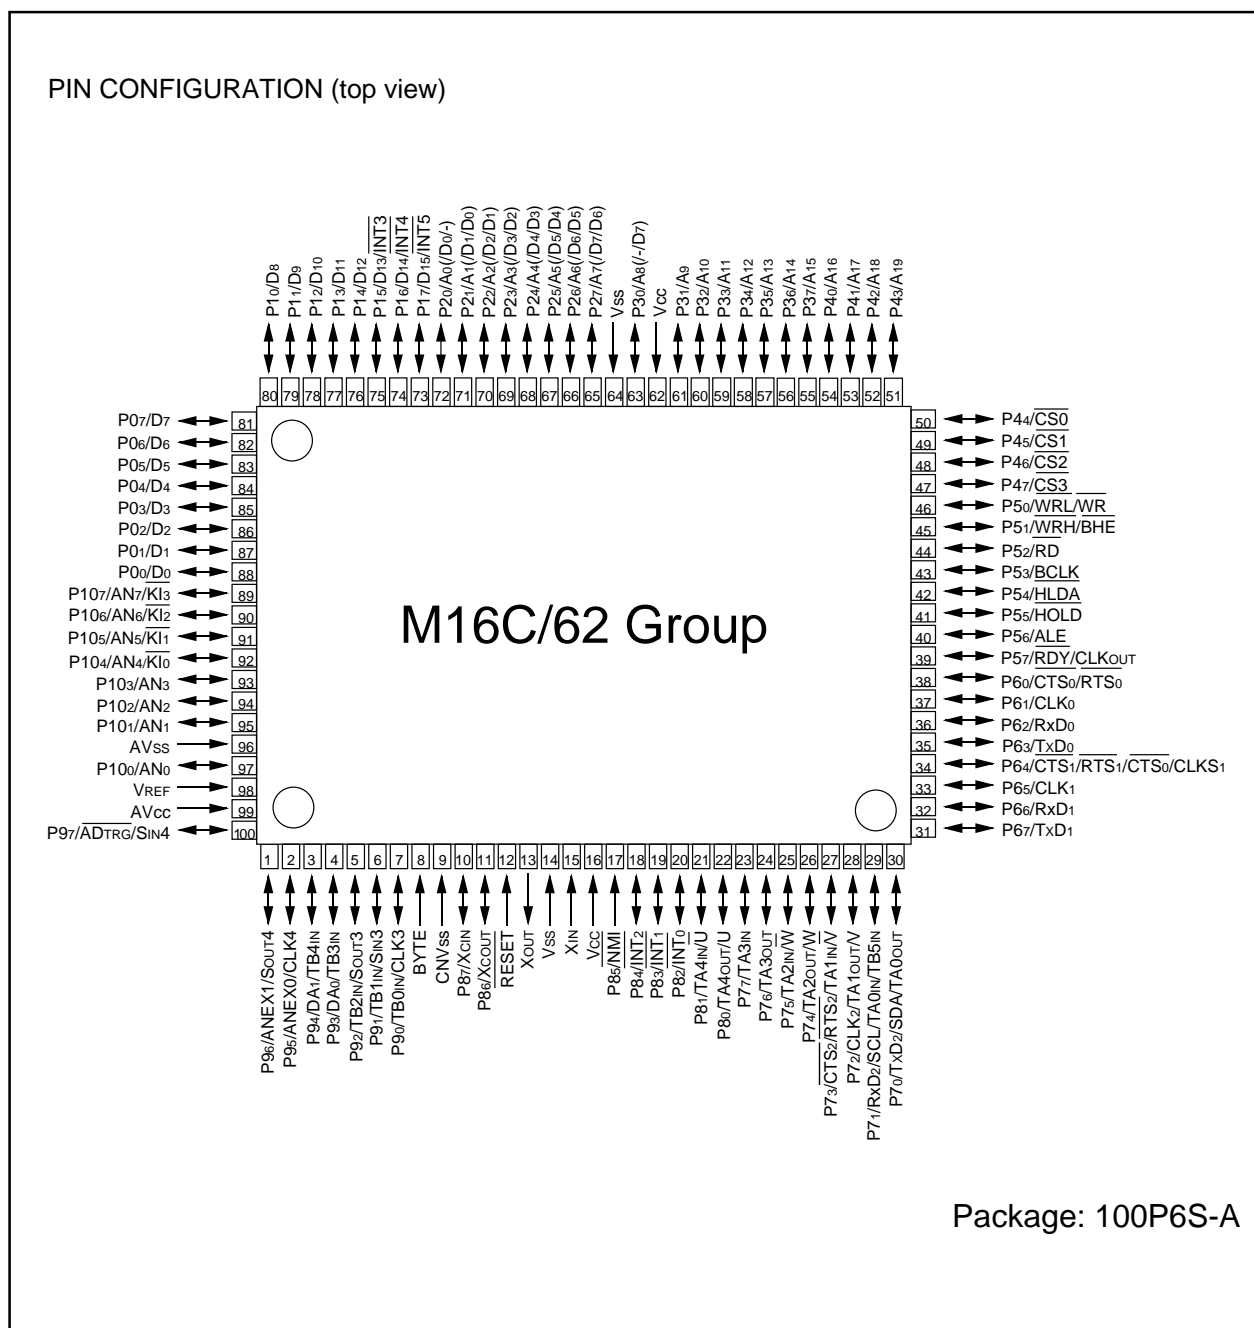 PIN CONFIGURATION (top view)
P10/D8
P11/D9
P12/D10
P13/D11
P14/D12
P15/D13/INT3
P16/D14/INT4
P17/D15/INT5
P20/A0(/D0/-)
P21/A1(/D1/D0)
P22/A2(/D2/D1)
P23/A3(/D3/D2)
P24/A4(/D4/D3)
P25/A5(/D5/D4)
P26/A6(/D6/D5)
P27/A7(/D7/D6)
Vss
P30/A8(/-/D7)
Vcc
P31/A9
P32/A10
P33/A11
P34/A12
P35/A13
P36/A14
P37/A15
P40/A16
P41/A17
P42/A18
P43/A19
80 79 78 77 76 75 74 73 72 71 70 69 68 67 66 65 64 63 62 61 60 59 58 57 56 55 54 53 52 51
P07/D7 81
P06/D6 82
P05/D5 83
P04/D4 84
P03/D3 85
P02/D2 86
P01/D1 87
P00/D0 88
P107/AN7/KI3 89
P106/AN6/KI2 90
P105/AN5/KI1 91
P104/AN4/KI0 92
P103/AN3 93
P102/AN2 94
P101/AN1 95
AVss 96
P100/AN0 97
VREF 98
AVcc 99
P97/ADTRG/SIN4 100
M16C/62 Group
50 P44/CS0
49 P45/CS1
48 P46/CS2
47 P47/CS3
46 P50/WRL/WR
45 P51/WRH/BHE
44 P52/RD
43 P53/BCLK
42 P54/HLDA
41 P55/HOLD
40 P56/ALE
39 P57/RDY/CLKOUT
38 P60/CTS0/RTS0
37 P61/CLK0
36 P62/RxD0
35 P63/TxD0
34 P64/CTS1/RTS1/CTS0/CLKS1
33 P65/CLK1
32 P66/RxD1
31 P67/TxD1
1 2 3 4 5 6 7 8 9 10 11 12 13 14 15 16 17 18 19 20 21 22 23 24 25 26 27 28 29 30
P96/ANEX1/SOUT4
P95/ANEX0/CLK4
P94/DA1/TB4IN
P93/DA0/TB3IN
P92/TB2IN/SOUT3
P91/TB1IN/SIN3
P90/TB0IN/CLK3
BYTE
CNVss
P87/XCIN
P86/XCOUT
RESET
XOUT
Vss
XIN
Vcc
P85/NMI
P84/INT2
P83/INT1
P82/INT0
P81/TA4IN/U
P80/TA4OUT/U
P77/TA3IN
P76/TA3OUT
P75/TA2IN/W
P74/TA2OUT/W
P73/CTS2/RTS2/TA1IN/V
P72/CLK2/TA1OUT/V
P71/RxD2/SCL/TA0IN/TB5IN
P70/TxD2/SDA/TA0OUT
Package: 100P6S-A